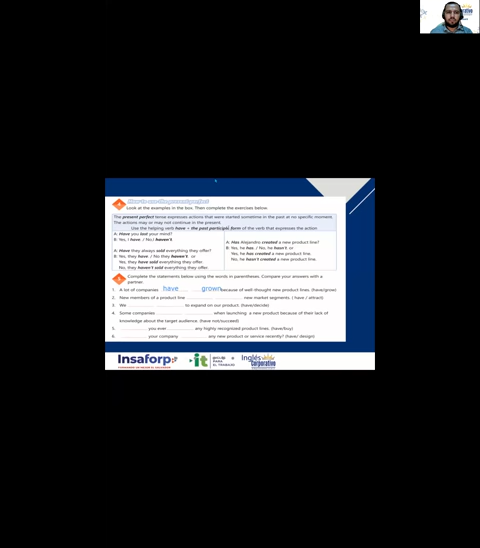 How to use the present perfect
Look at the examples in the box. Then complete the exercises below.
The present perfect tense expresses actions that were started sometime in the past at no specific moment.
The actions may or may not continue in the present.
Use the helping verb have + the past participle form of the verb that expresses the action
A: Have you lost your mind?
B: Yes, I have / No,I haven't
A: Have they always sold everything they offer?
B: Yes, they have / No they haven't or
Yes, they have sold everything they offer.
No, they haven't sold everything they offer.
A: Has Alejandro created a new product line?
B: Yes, he has / No, he hasn't or
Yes, he has created a new product line.
No, he hasn't created a new product line.
Complete the statements below using the words in parentheses. Compare your answers with a
partner.
1. A lot of companies have grown because of well-thought new product lines. (have/grow)
2. New members of a product line new market segments. ( have / attract)
3. We to expand on our product. (have/decide)
4. Some companies when launching a new product because of their lack of
knowledge about the target audience. (have not/succeed)
5. you ever any highly recognized product lines. (have/buy)
6. your company any new product or service recently? (have/ design)
Insaforp
it
Inglés
corporativo